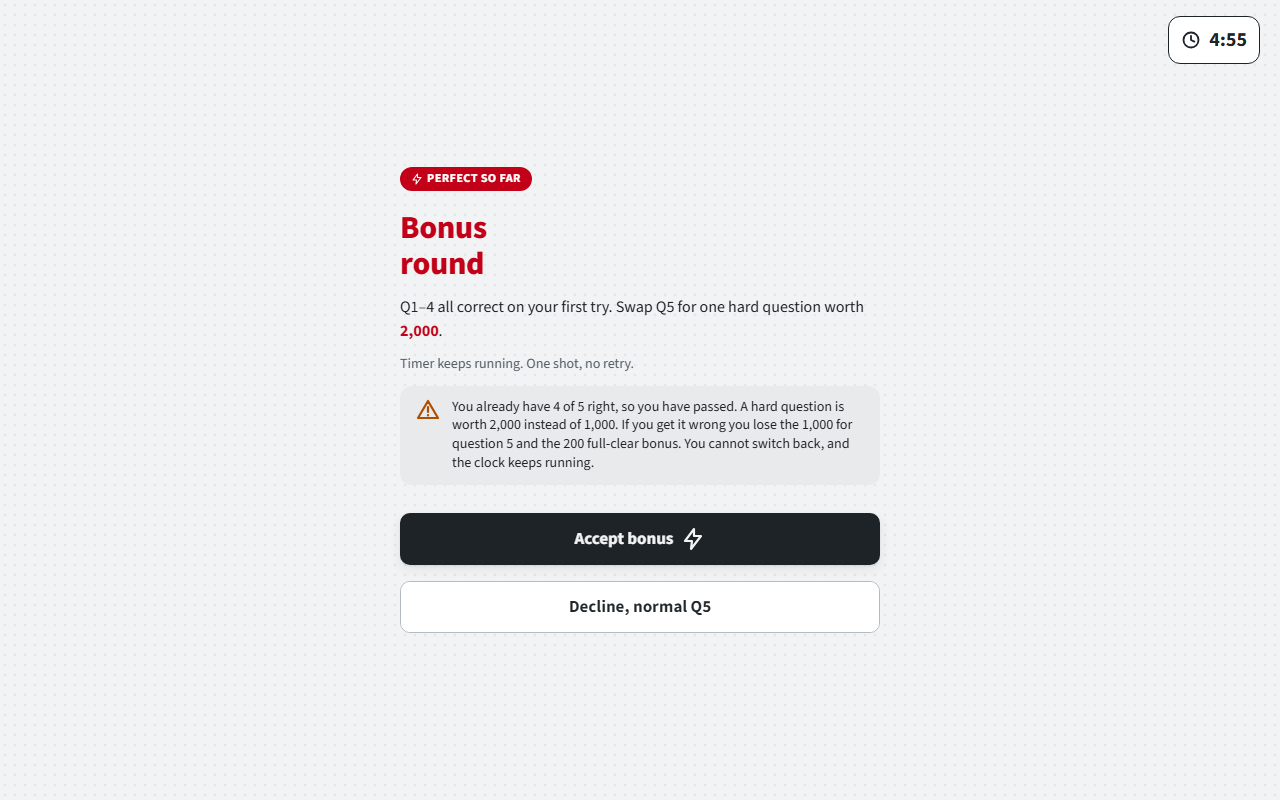 4:55
PERFECT SO FAR
Bonus
round
Q1–4 all correct on your first try. Swap Q5 for one hard question worth
2,000.
Timer keeps running. One shot, no retry.
You already have 4 of 5 right, so you have passed. A hard question is
worth 2,000 instead of 1,000. If you get it wrong you lose the 1,000 for
question 5 and the 200 full-clear bonus. You cannot switch back, and
the clock keeps running.
Accept bonus
Decline, normal Q5